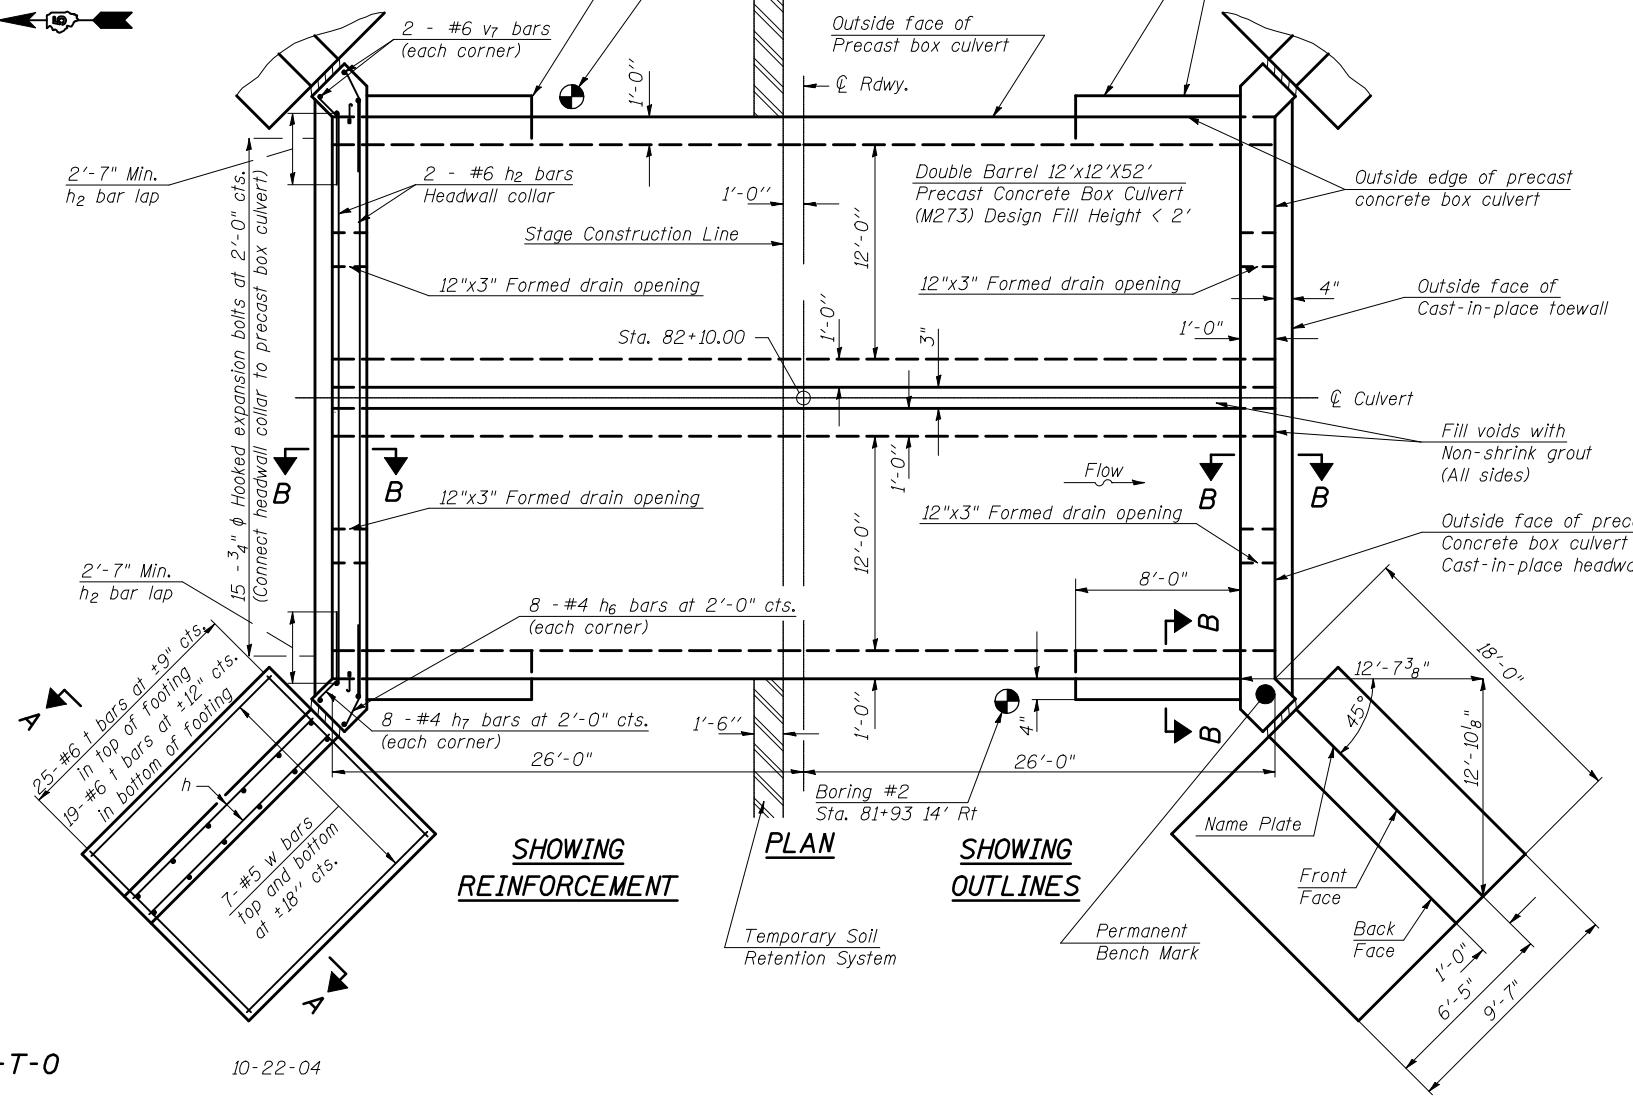 2 - #6 v7 bars
(each corner)
Outside face of
Precast box culvert
℄ Rdwy.
1'-0"
2'-7" Min.
h2 bar lap
2 - #6 h2 bars
Headwall collar
1'-0"
Double Barrel 12'x12'X52'
Precast Concrete Box Culvert
(M273) Design Fill Height < 2'
Outside edge of precast
concrete box culvert
Stage Construction Line
12'-0"
15 - 3/4" ϕ Hooked expansion bolts at 2'-0" cts.
(Connect headwall collar to precast box culvert)
12"x3" Formed drain opening
12"x3" Formed drain opening
4"
Outside face of
Cast-in-place toewall
Sta. 82+10.00
1'-0"
3"
1'-0"
℄ Culvert
Fill voids with
Non-shrink grout
(All sides)
B
B
B
B
Flow
1'-0"
12"x3" Formed drain opening
12"x3" Formed drain opening
Outside face of prec
Concrete box culvert
Cast-in-place headwa
2'-7" Min.
h2 bar lap
12'-0"
8'-0"
8 - #4 h6 bars at 2'-0" cts.
(each corner)
B
B
25-#6 t bars at ±9" cts.
in top of footing
19-#6 t bars at ±12" cts.
in bottom of footing
A
8 - #4 h7 bars at 2'-0" cts.
(each corner)
1'-6"
1'-0"
4"
12'-7 3/8"
18'-0"
45°
12'-10 1/8"
26'-0"
26'-0"
h
Boring #2
Sta. 81+93 14' Rt
7-#5 w bars
top and bottom
at ±18" cts.
SHOWING
REINFORCEMENT
PLAN
SHOWING
OUTLINES
Name Plate
Front
Face
Back
Face
Temporary Soil
Retention System
Permanent
Bench Mark
1'-0"
6'-5"
9'-7"
A
-T-0
10-22-04